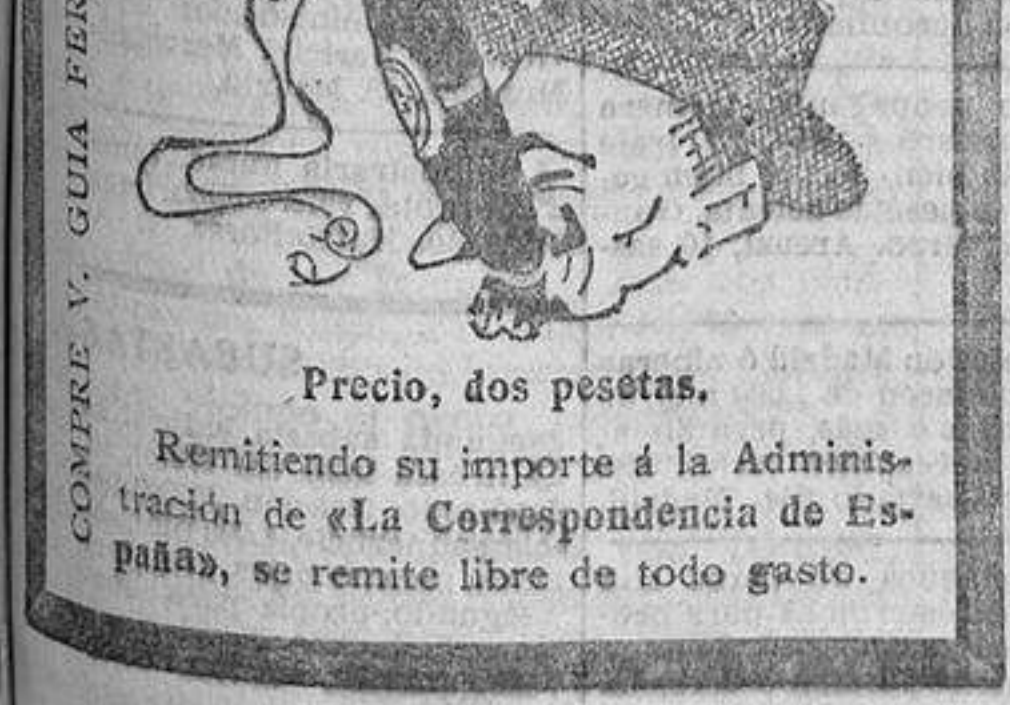 COMPRE V. GUIA FER
Precio, dos pesetas.
Remitiendo su importe á la Adminis-
tración de «La Correspondencia de Es-
paña», se remite libre de todo gasto.